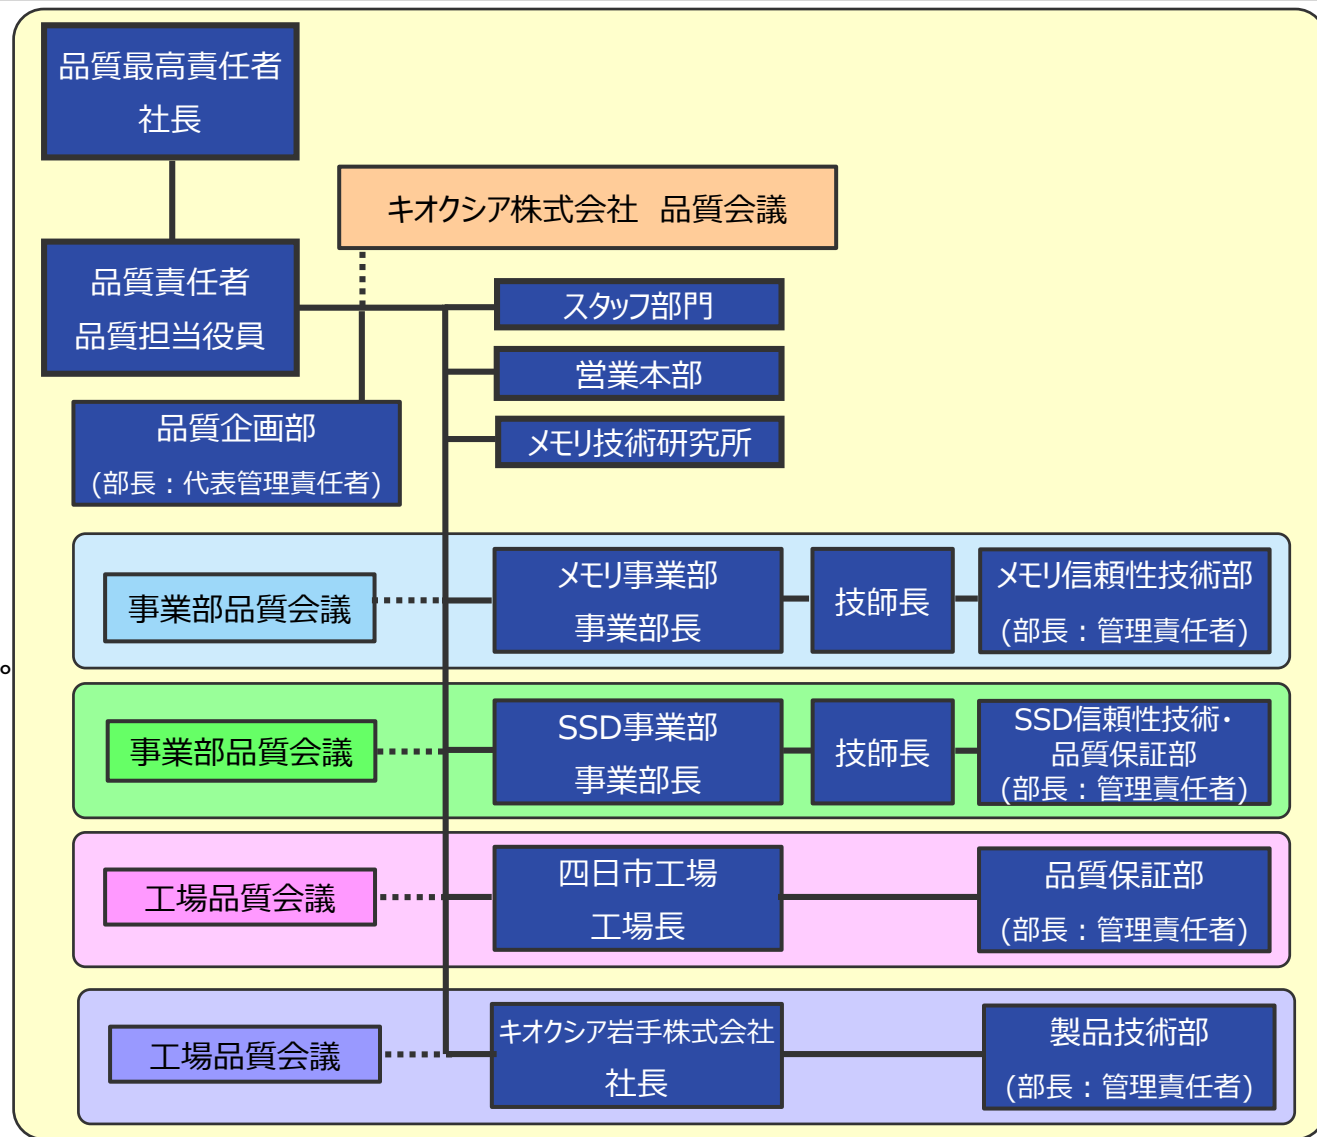 品質最高責任者
社長
キオクシア株式会社　品質会議
品質責任者
品質担当役員
スタッフ部門
営業本部
メモリ技術研究所
品質企画部
(部長：代表管理責任者)
事業部品質会議
メモリ事業部
事業部長
技師長
メモリ信頼性技術部
(部長：管理責任者)
。
事業部品質会議
SSD事業部
事業部長
技師長
SSD信頼性技術・
品質保証部
(部長：管理責任者)
工場品質会議
四日市工場
工場長
品質保証部
(部長：管理責任者)
工場品質会議
キオクシア岩手株式会社
社長
製品技術部
(部長：管理責任者)